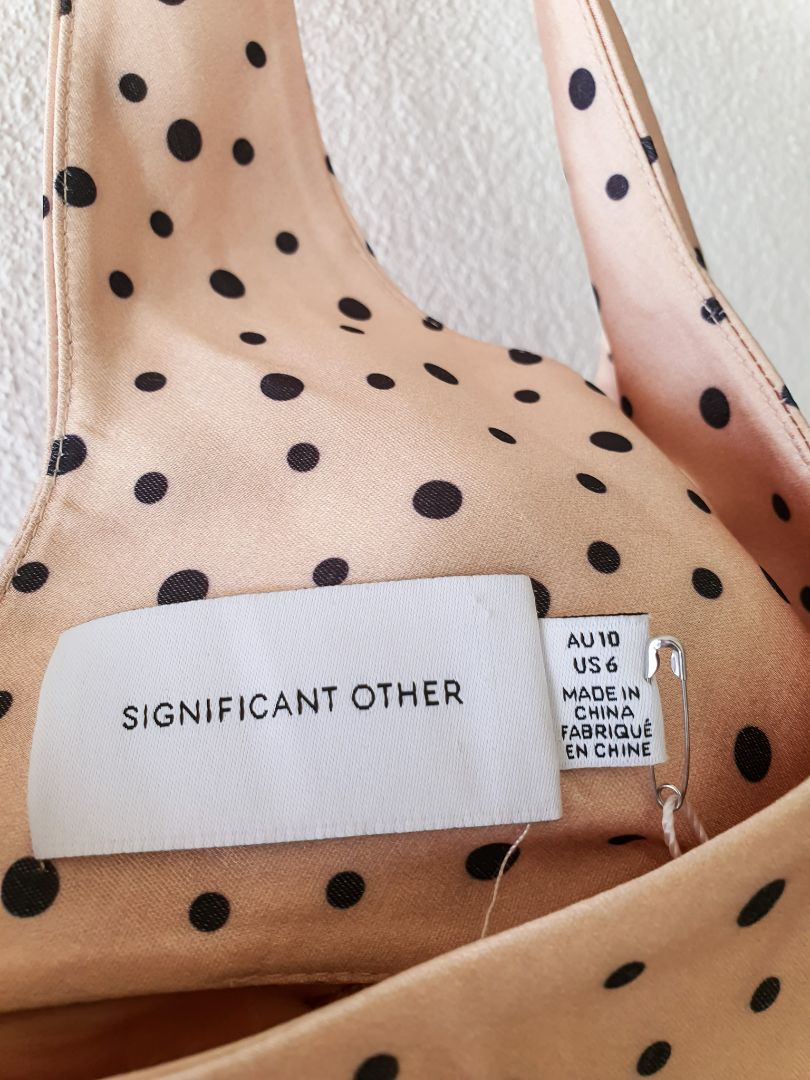 SIGNIFICANT OTHER
AU 10
US 6
MADE IN
CHINA
FABRIQUÉ
EN CHINE